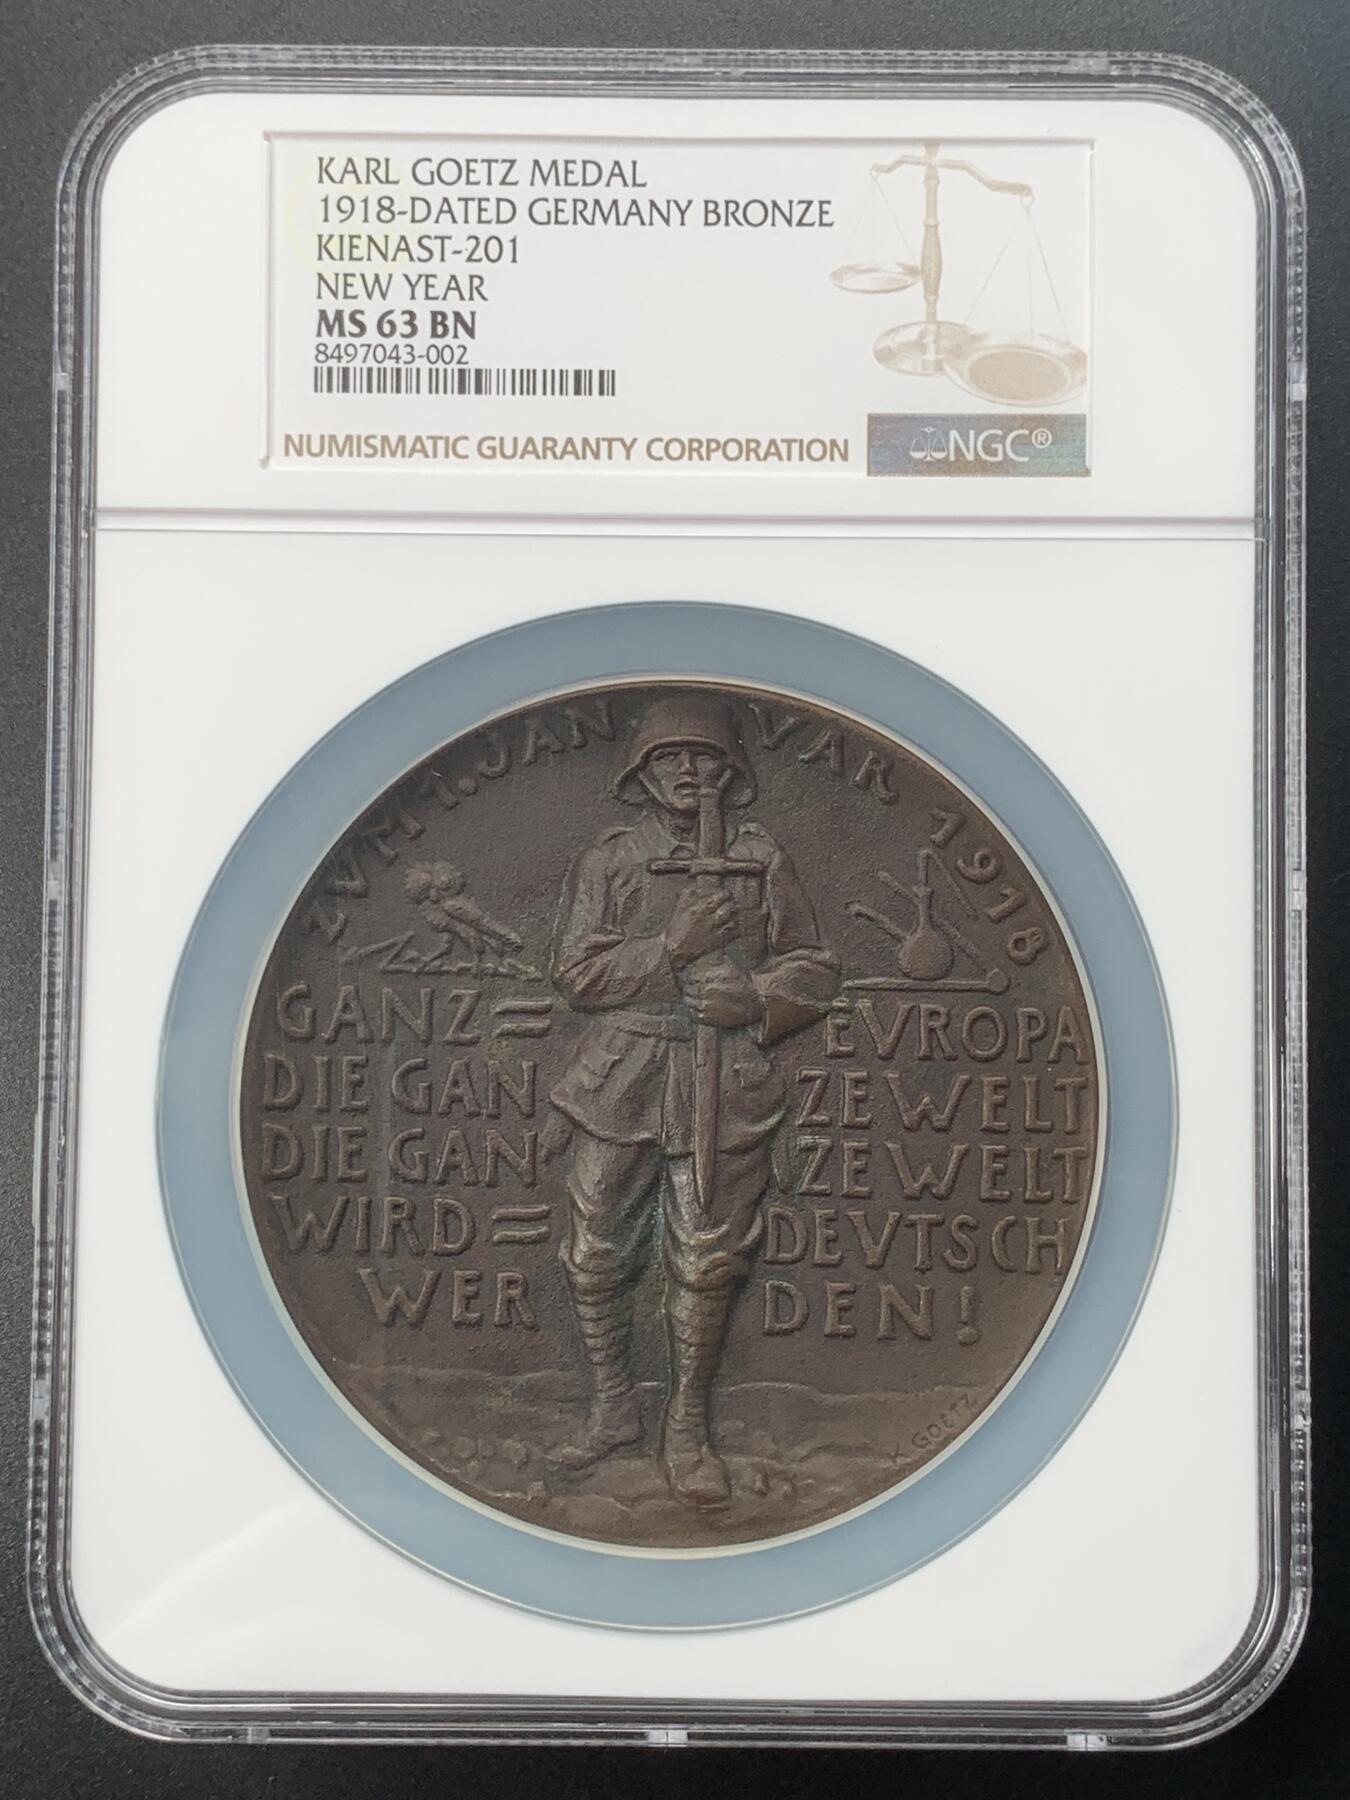 KARL GOETZ MEDAL
1918-DATED GERMANY BRONZE
KIENAST-201
NEW YEAR
MS 63 BN
8497043-002
NUMISMATIC GUARANTY CORPORATION
NGC®
ZVM 1. JANVAR 1918
GANZ= EVROPA
DIE GAN ZE WELT
DIE GAN ZE WELT
WIRD= DEVTSCH
WER DEN!
K GOETZ